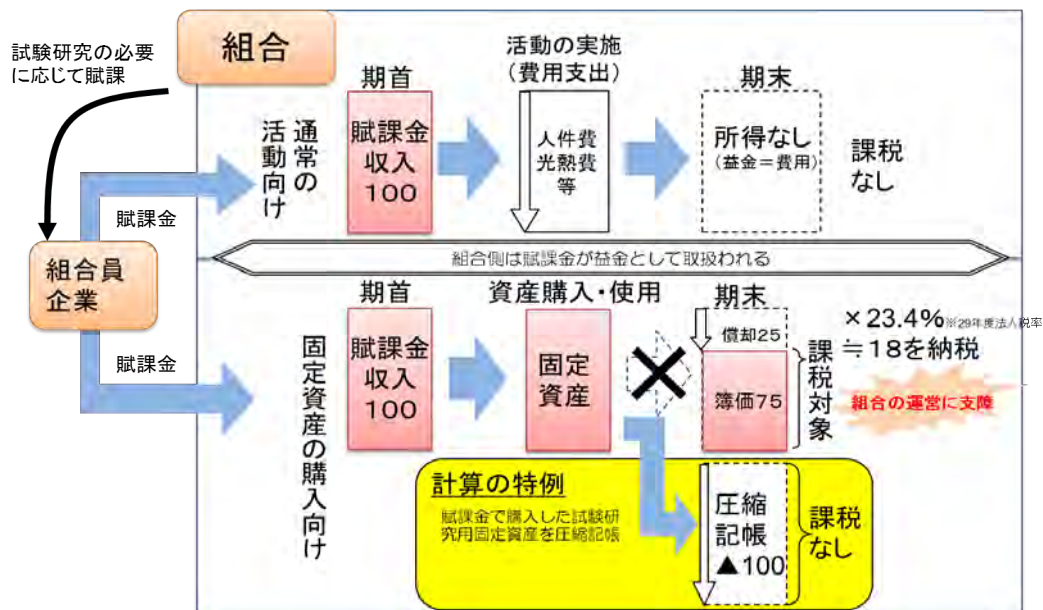 試験研究の必要
に応じて賦課
組合
通常の
活動向け
期首
賦課金
収入
100
活動の実施
(費用支出)
人件費
光熱費
等
期末
所得なし
(益金=費用)
課税
なし
賦課金
組合員
企業
賦課金
組合側は賦課金が益金として取扱われる
固定資産の購入向け
期首
賦課金
収入
100
資産購入・使用
固定
資産
期末
償却25
簿価75
課税対象
×23.4%※29年度法人税率
≒18を納税
組合の運営に支障
計算の特例
賦課金で購入した試験研
究用固定資産を圧縮記帳
圧縮
記帳
▲100
課税
なし